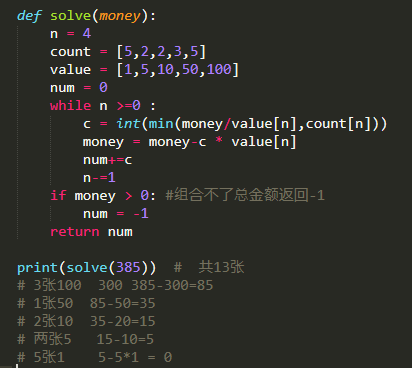 def solve(money):
n = 4
count = [5,2,2,3,5]
value = [1,5,10,50,100]
num = 0
while n >=0 :
c = int(min(money/value[n],count[n]))
money = money-c * value[n]
num+=c
n-=1
if money > 0: #组合不了总金额返回-1
num = -1
return num
print(solve(385))  #  共13张
# 3张100  300 385-300=85
# 1张50  85-50=35
# 2张10  35-20=15
# 两张5   15-10=5
# 5张1    5-5*1 = 0